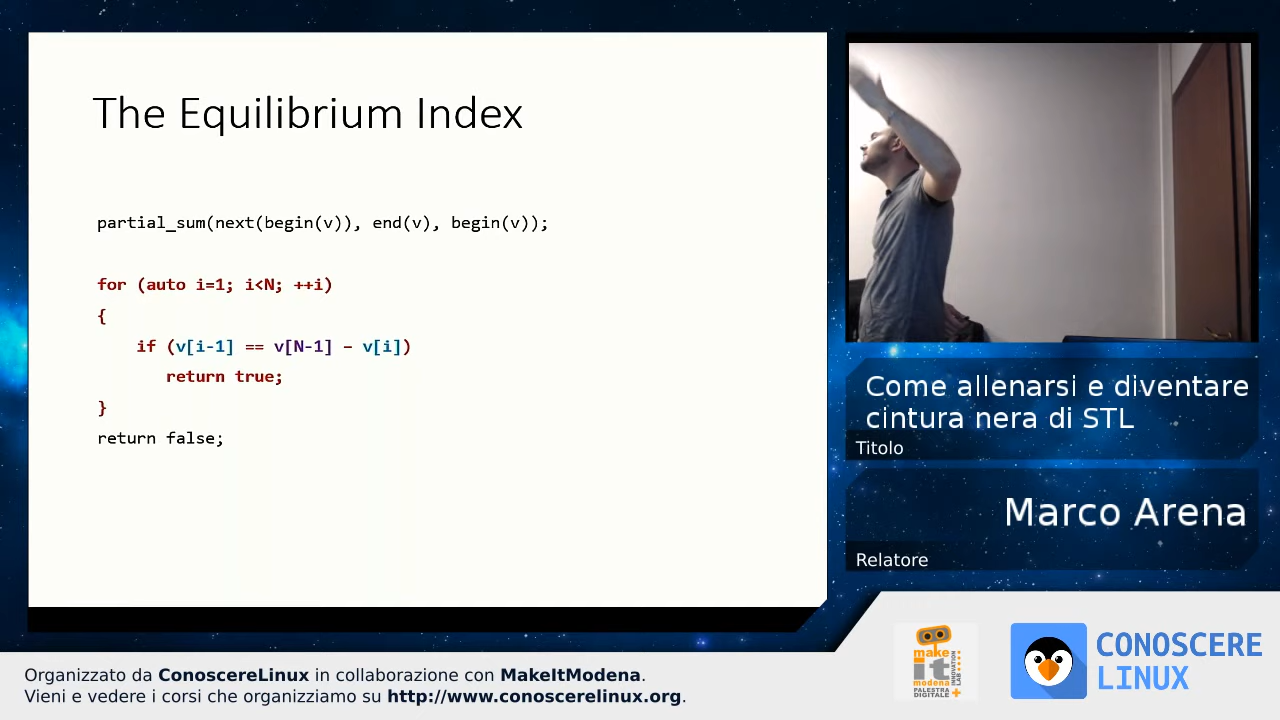 The Equilibrium Index
partial_sum(next(begin(v)), end(v), begin(v));
for (auto i=1; i<N; ++i)
{
if (v[i-1] == v[N-1] – v[i])
return true;
}
return false;
Come allenarsi e diventare
cintura nera di STL
Titolo
Marco Arena
Relatore
make
it
modena
PALESTRA
DIGITALE
INNOVATION
LAB
CONOSCERE
LINUX
Organizzato da ConoscereLinux in collaborazione con MakeItModena.
Vieni e vedere i corsi che organizziamo su http://www.conoscerelinux.org.